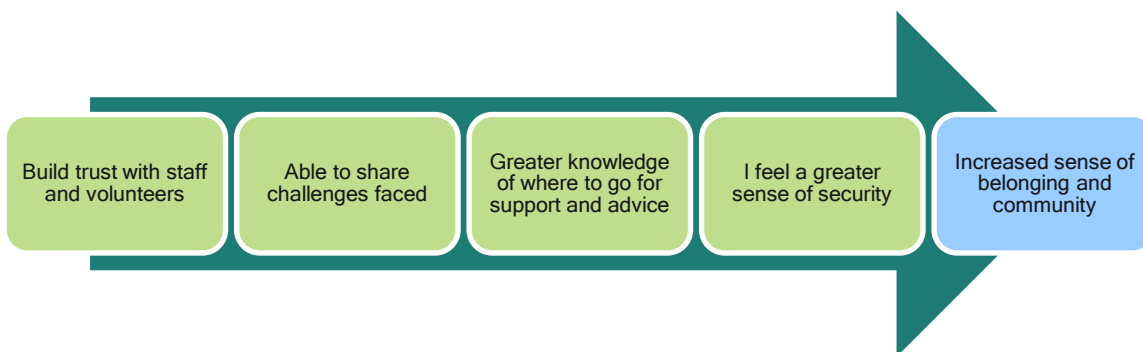 Build trust with staff
and volunteers
Able to share
challenges faced
Greater knowledge
of where to go for
support and advice
I feel a greater
sense of security
Increased sense of
belonging and
community